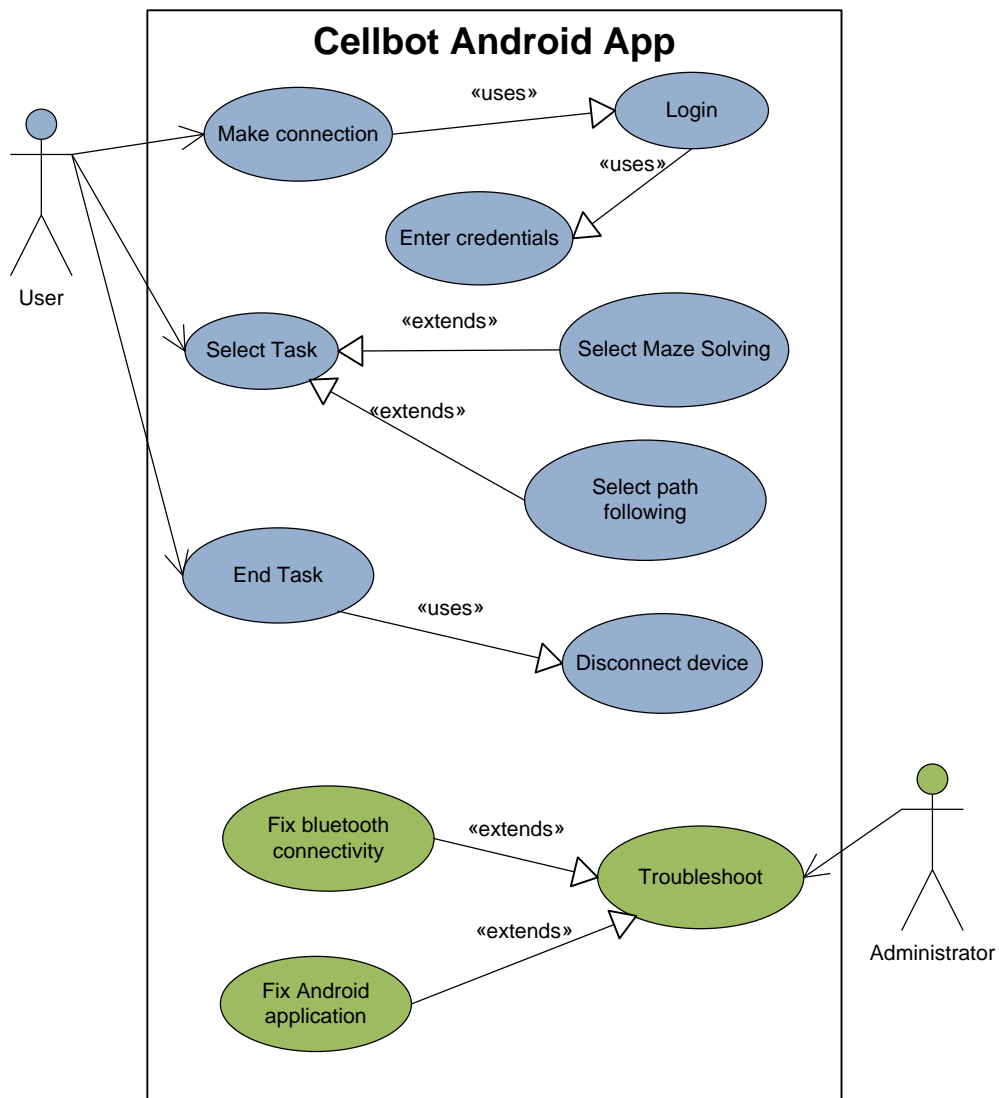 Cellbot Android App
«uses»
Login
Make connection
«uses»
Enter credentials
User
«extends»
Select Task
Select Maze Solving
«extends»
Select path
following
End Task
«uses»
Disconnect device
Fix bluetooth
connectivity
«extends»
Troubleshoot
«extends»
Administrator
Fix Android
application